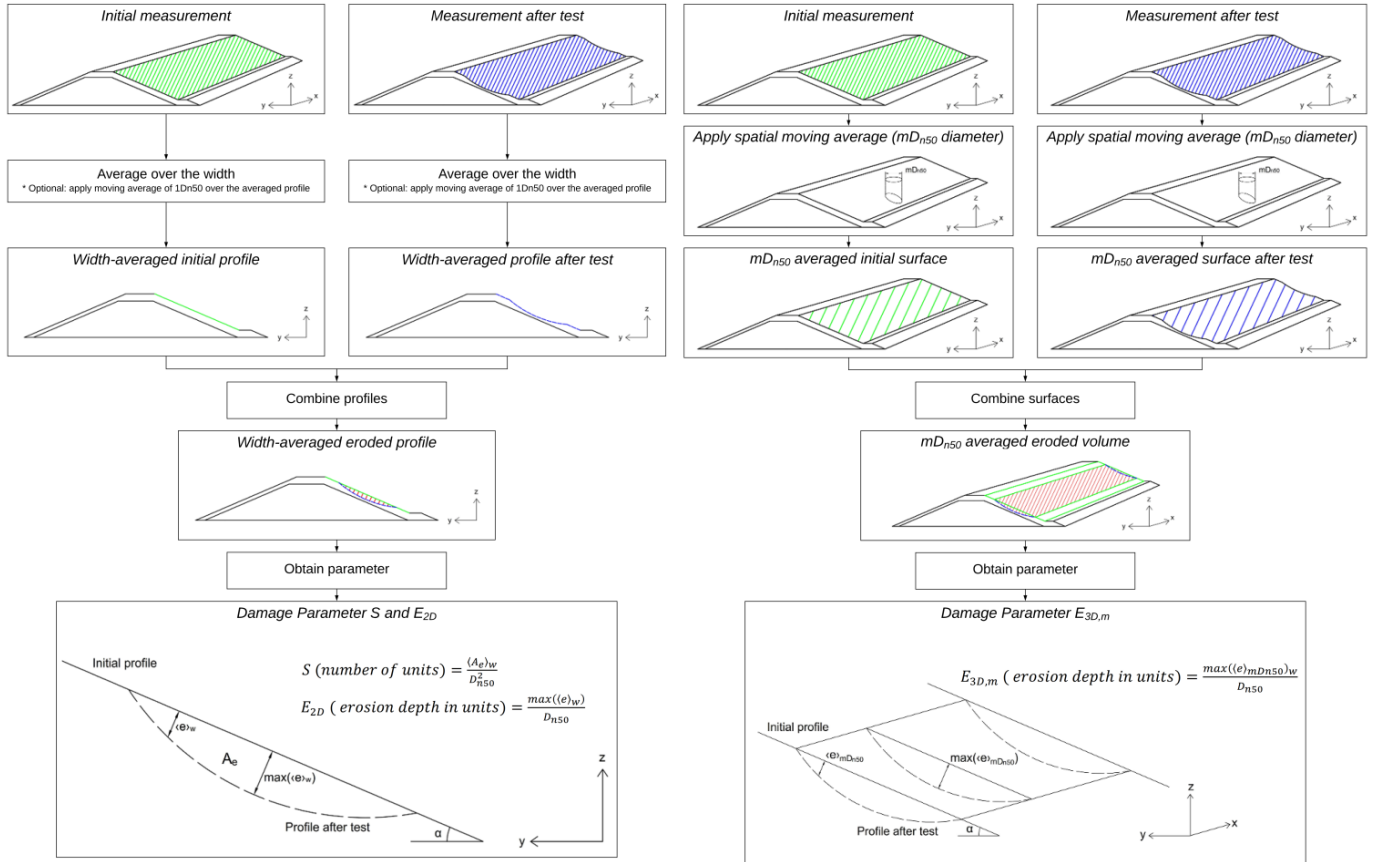 Initial measurement
z
y
x
Measurement after test
z
y
x
Average over the width
* Optional: apply moving average of 1Dn50 over the averaged profile
Average over the width
* Optional: apply moving average of 1Dn50 over the averaged profile
Width-averaged initial profile
z
y
Width-averaged profile after test
z
y
Combine profiles
Width-averaged eroded profile
z
y
Obtain parameter
Damage Parameter S and E2D
Initial profile
S (number of units) = ⟨Ae⟩w / D²n50
E2D ( erosion depth in units) = max(⟨e⟩w) / Dn50
‹e›w
Ae
max(‹e›w)
Profile after test
α
z
y
Initial measurement
z
y
x
Measurement after test
z
y
x
Apply spatial moving average (mDn50 diameter)
mDn50
z
y
x
Apply spatial moving average (mDn50 diameter)
mDn50
z
y
x
mDn50 averaged initial surface
z
y
x
mDn50 averaged surface after test
z
y
x
Combine surfaces
mDn50 averaged eroded volume
z
y
x
Obtain parameter
Damage Parameter E3D,m
E3D,m ( erosion depth in units) = max(⟨e⟩mDn50)w / Dn50
Initial profile
‹e›mDn50
max(‹e›mDn50)
Profile after test
α
z
y
x